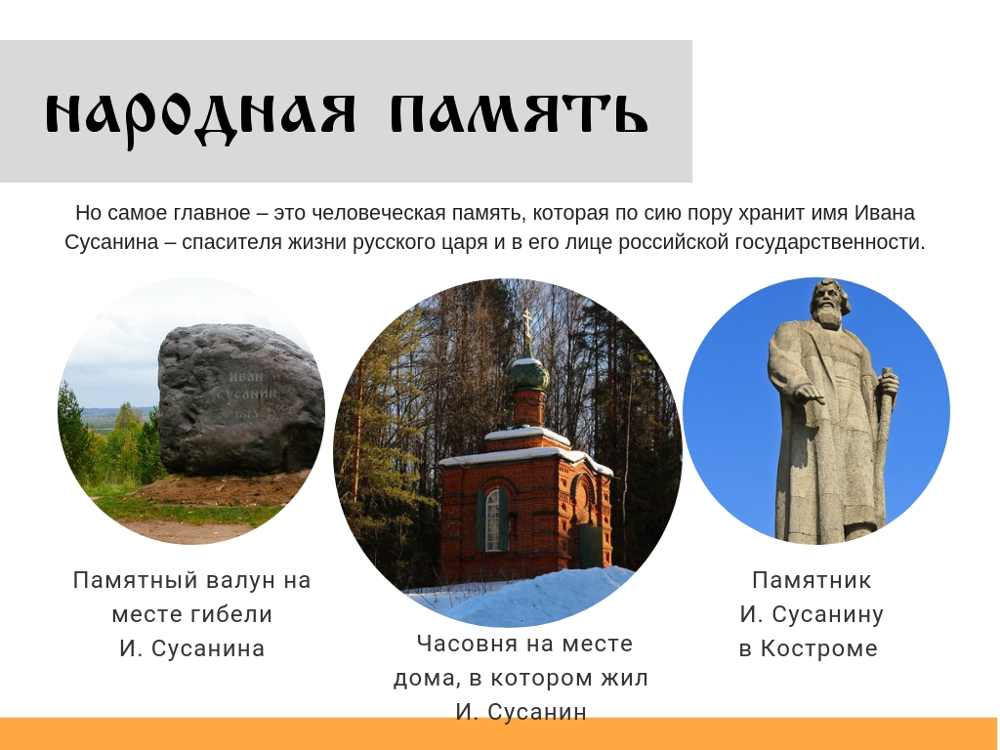 народная память
Но самое главное – это человеческая память, которая по сию пору хранит имя Ивана
Сусанина – спасителя жизни русского царя и в его лице российской государственности.
Иван
Сусанин
1613
Памятный валун на
месте гибели
И. Сусанина
Часовня на месте
дома, в котором жил
И. Сусанин
Памятник
И. Сусанину
в Костроме